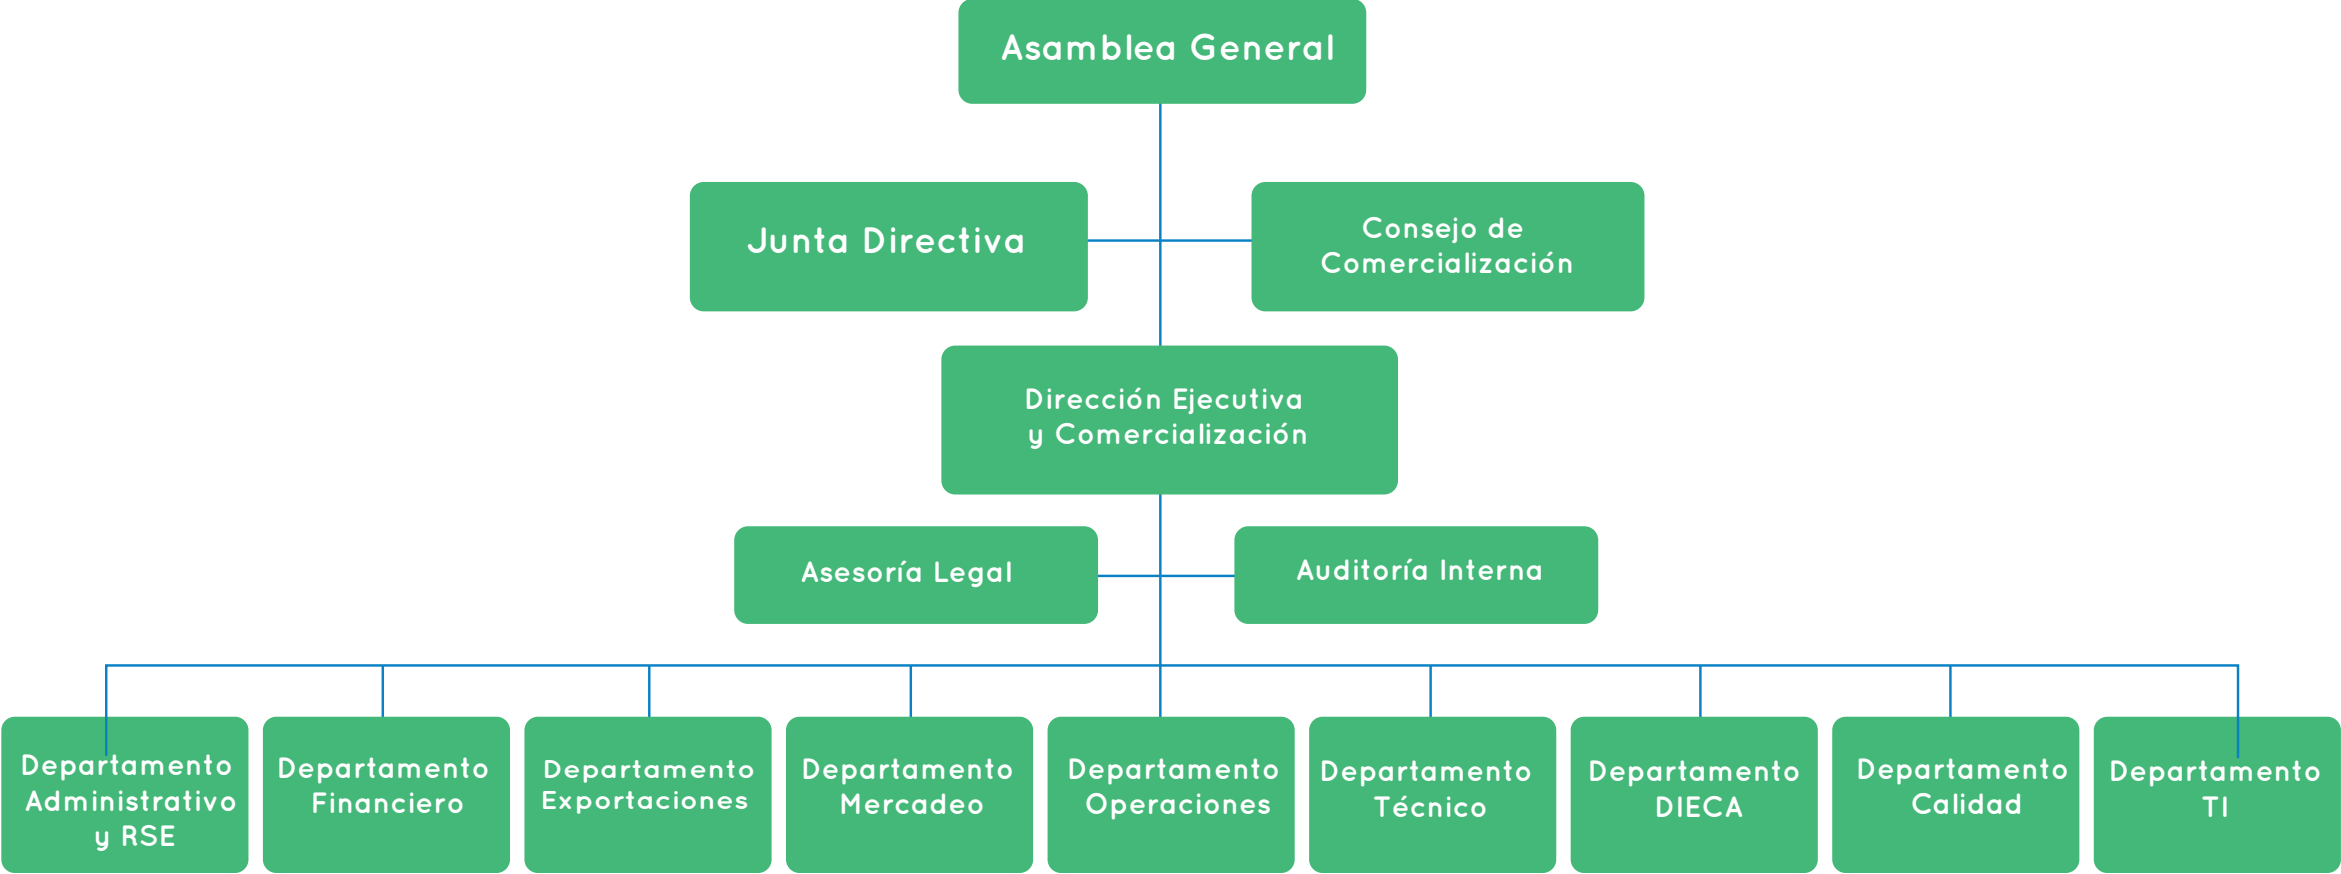 Asamblea General
Junta Directiva
Consejo de
Comercialización
Dirección Ejecutiva
y Comercialización
Asesoría Legal
Auditoría Interna
Departamento
Administrativo
y RSE
Departamento
Financiero
Departamento
Exportaciones
Departamento
Mercadeo
Departamento
Operaciones
Departamento
Técnico
Departamento
DIECA
Departamento
Calidad
Departamento
TI